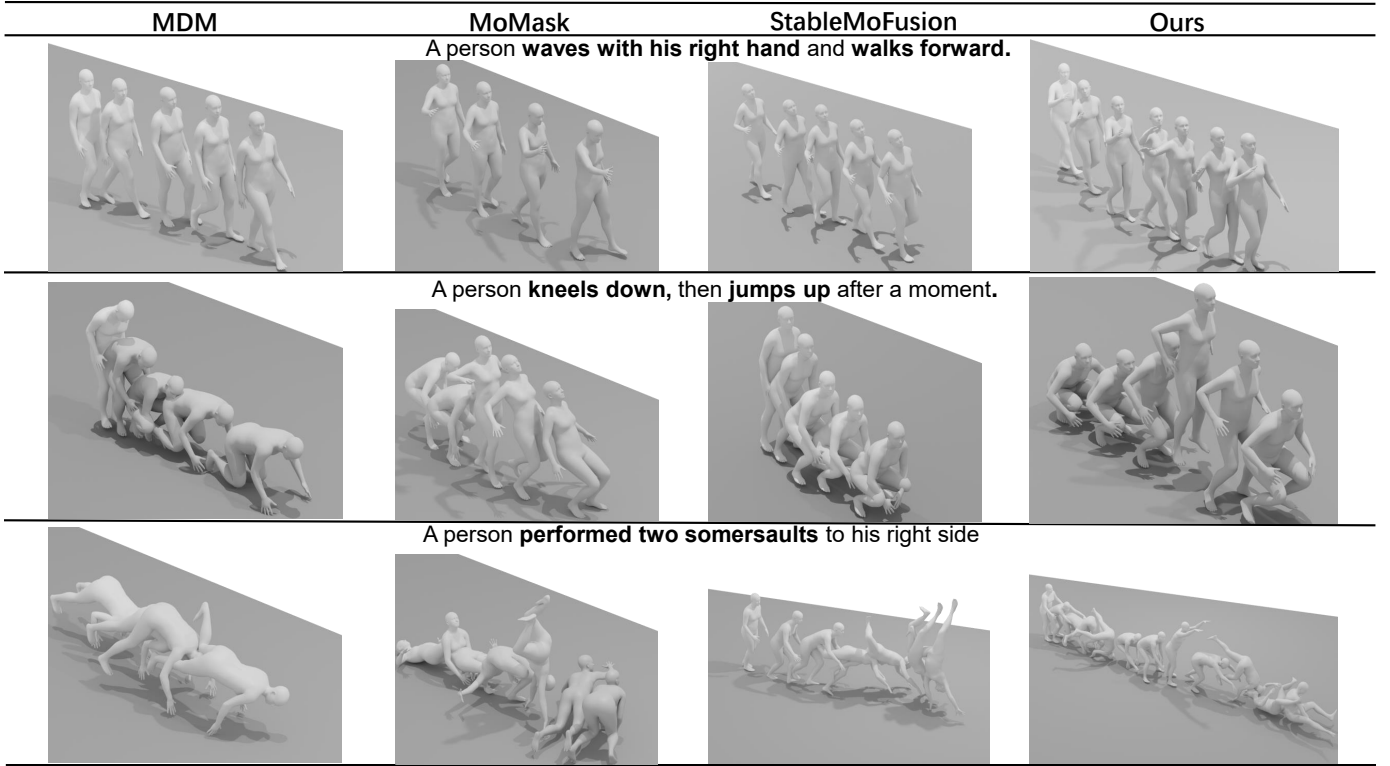 MDM MoMask StableMoFusion Ours
A person waves with his right hand and walks forward.
A person kneels down, then jumps up after a moment.
A person performed two somersaults to his right side